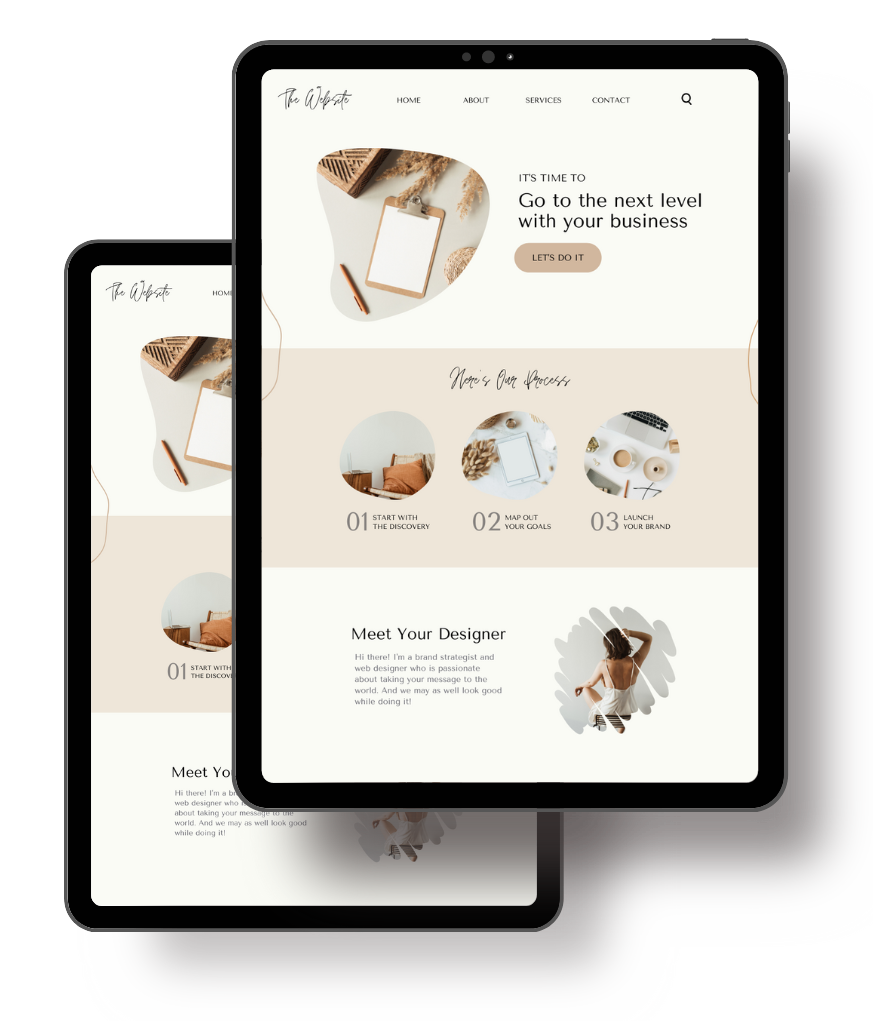 The Website
HOME
ABOUT
SERVICES
CONTACT
IT'S TIME TO
Go to the next level
with your business
LET'S DO IT
Here's Our Process
01 START WITH
THE DISCOVERY
02 MAP OUT
YOUR GOALS
03 LAUNCH
YOUR BRAND
Meet Your Designer
Hi there! I'm a brand strategist and
web designer who is passionate
about taking your message to the
world. And we may as well look good
while doing it!
The Website
HOME
01 START WITH
THE DISCOV
Meet Yo
Hi there! I'm a br
web designer who
about taking your message to the
world. And we may as well look good
while doing it!